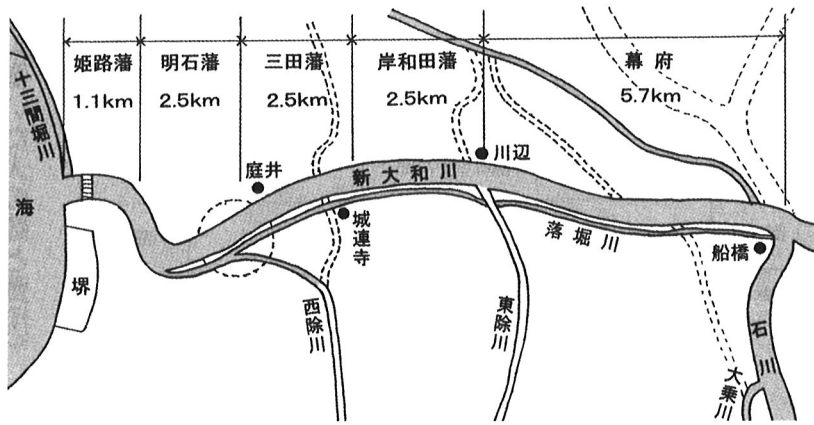 姫路藩
1.1km
明石藩
2.5km
三田藩
2.5km
岸和田藩
2.5km
幕府
5.7km
十三間堀川
海
堺
庭井
新大和川
川辺
城連寺
落堀川
船橋
西除川
東除川
石川
大乗川